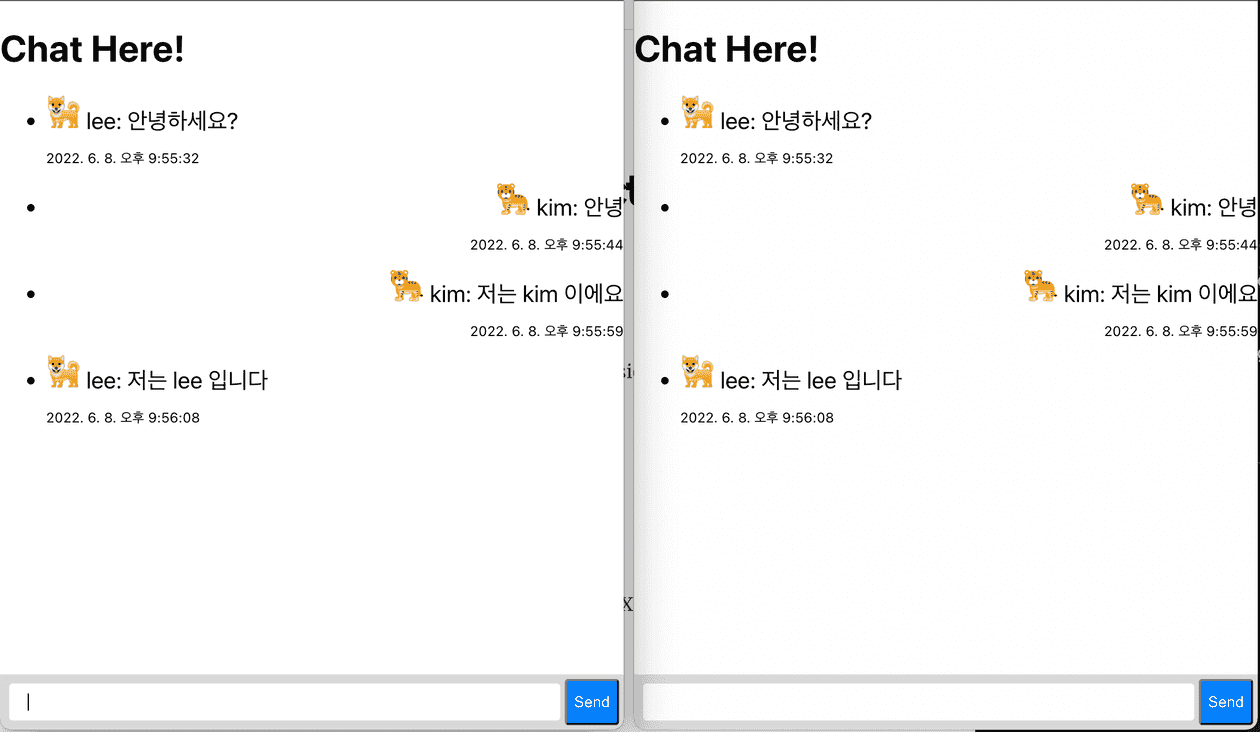 Chat Here!
lee: 안녕하세요?
2022. 6. 8. 오후 9:55:32
kim: 안녕
2022. 6. 8. 오후 9:55:44
kim: 저는 kim 이에요
2022. 6. 8. 오후 9:55:59
lee: 저는 lee 입니다
2022. 6. 8. 오후 9:56:08
Send
Chat Here!
lee: 안녕하세요?
2022. 6. 8. 오후 9:55:32
kim: 안녕
2022. 6. 8. 오후 9:55:44
kim: 저는 kim 이에요
2022. 6. 8. 오후 9:55:59
lee: 저는 lee 입니다
2022. 6. 8. 오후 9:56:08
Send